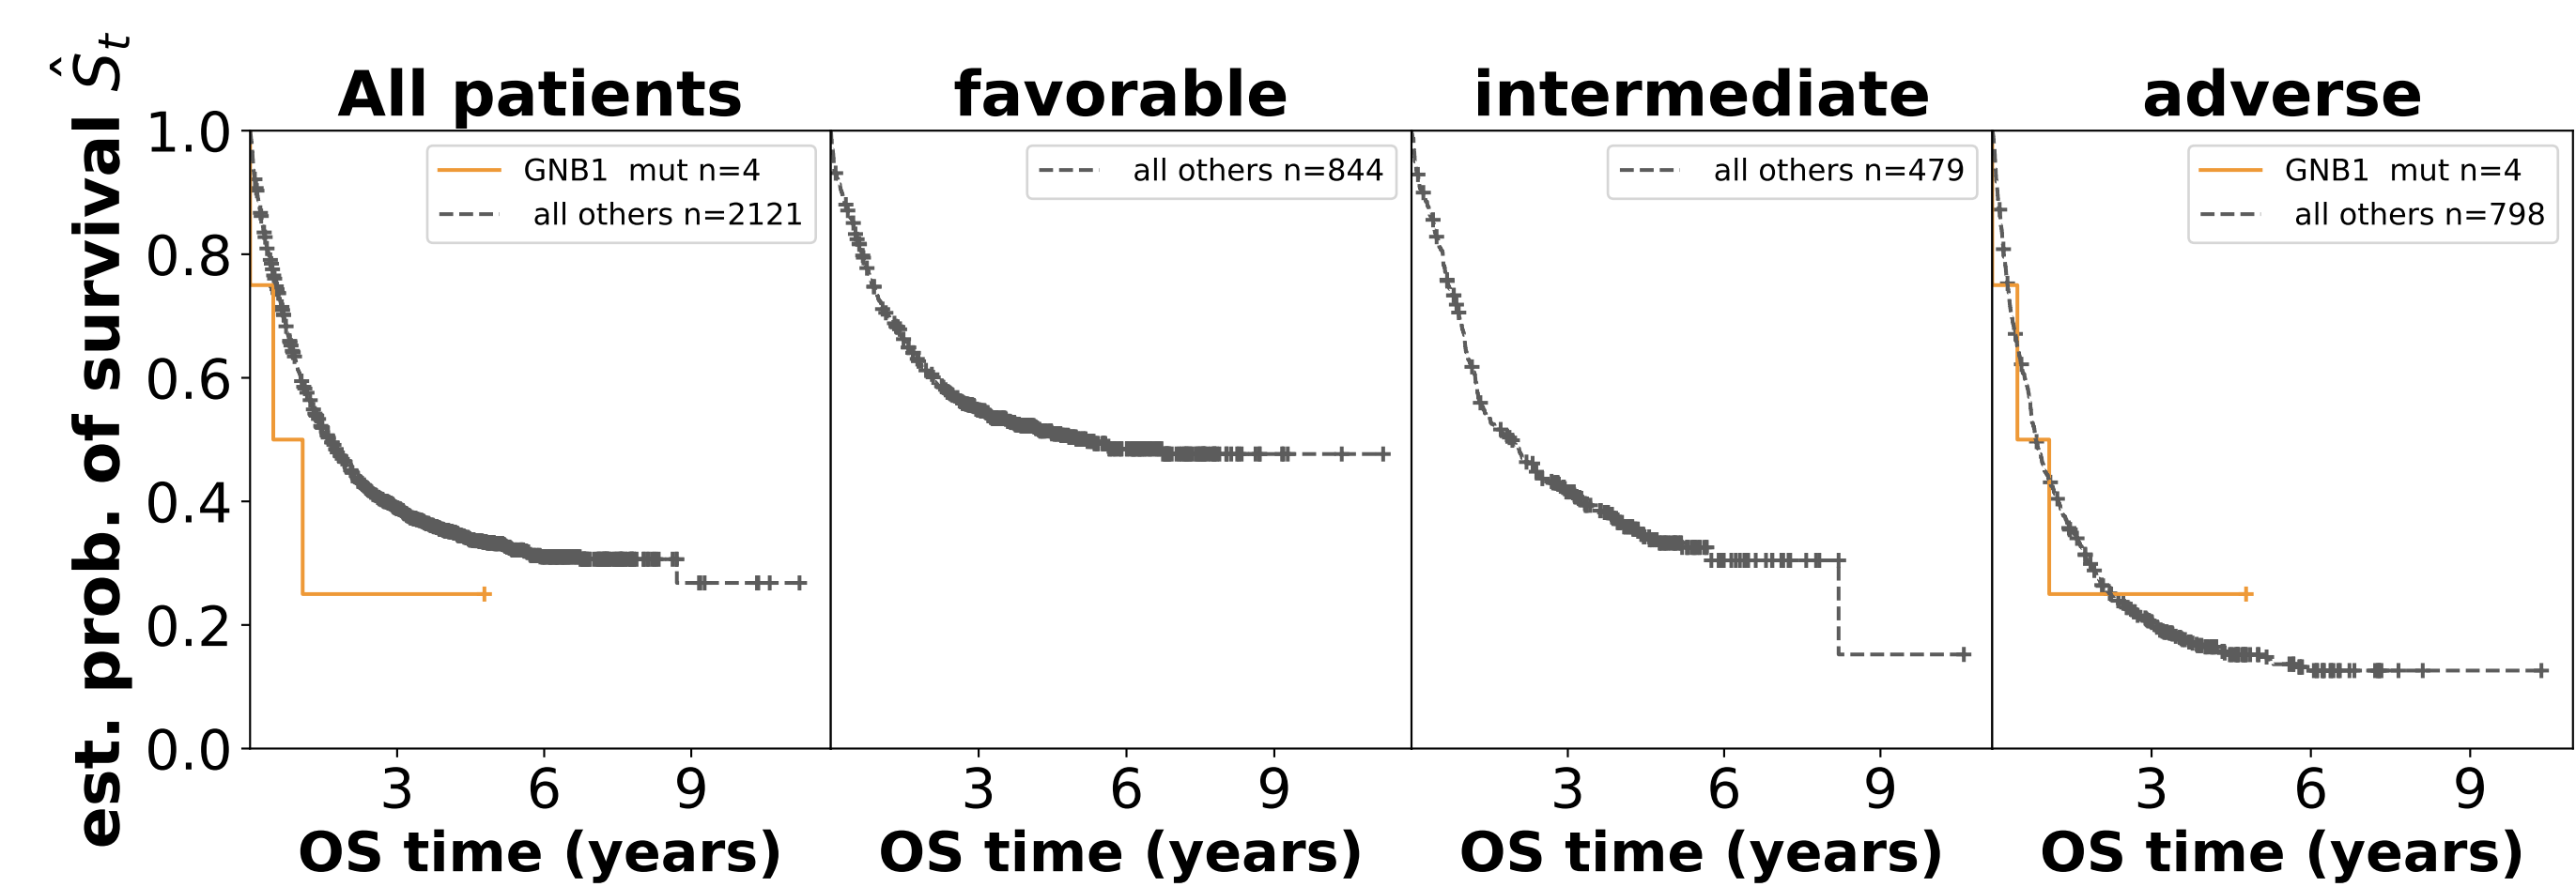 est. prob. of survival Ŝt
All patients
favorable
intermediate
adverse
GNB1  mut n=4
all others n=2121
all others n=844
all others n=479
GNB1  mut n=4
all others n=798
1.0
0.8
0.6
0.4
0.2
0.0
3 6 9
3 6 9
3 6 9
3 6 9
OS time (years)
OS time (years)
OS time (years)
OS time (years)